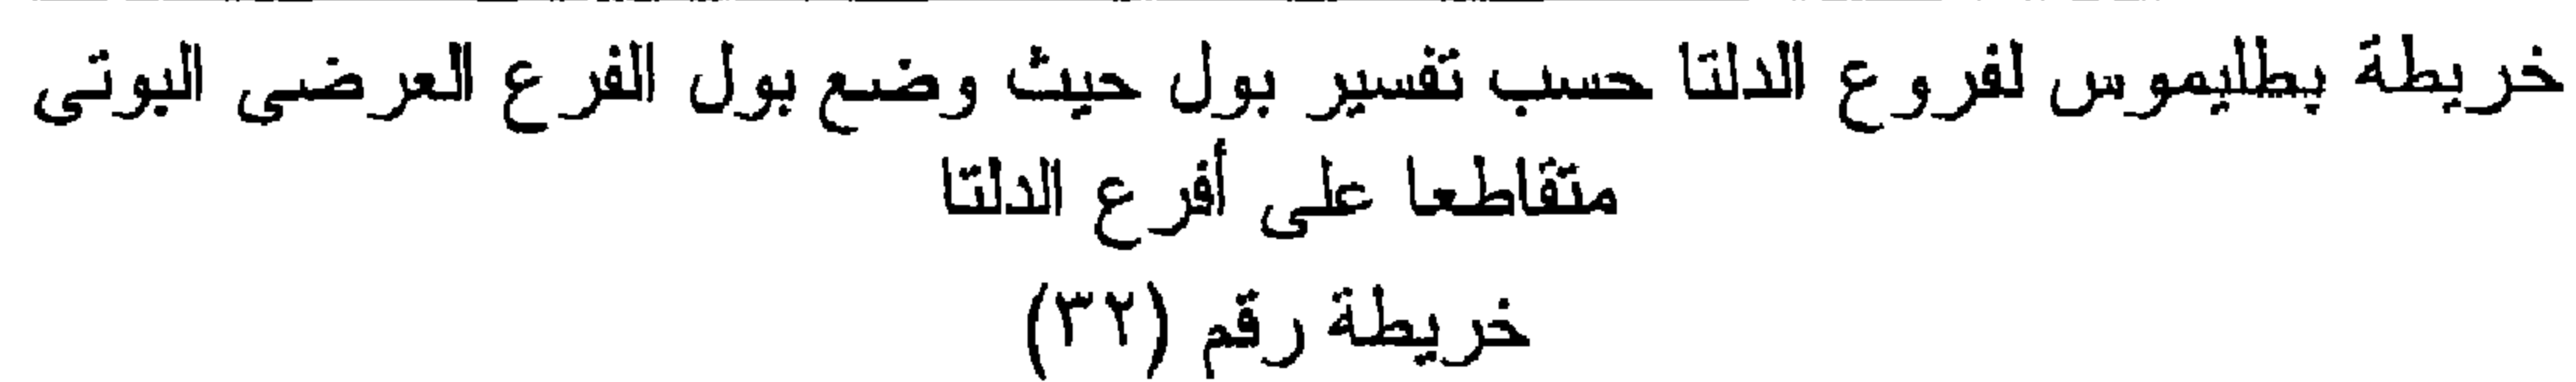 خريطة بطليموس لفروع الدلتا حسب تفسير بول حيث وضع بول الفرع العرضى البوتى
متقاطعا على أفرع الدلتا
خريطة رقم (٣٢)